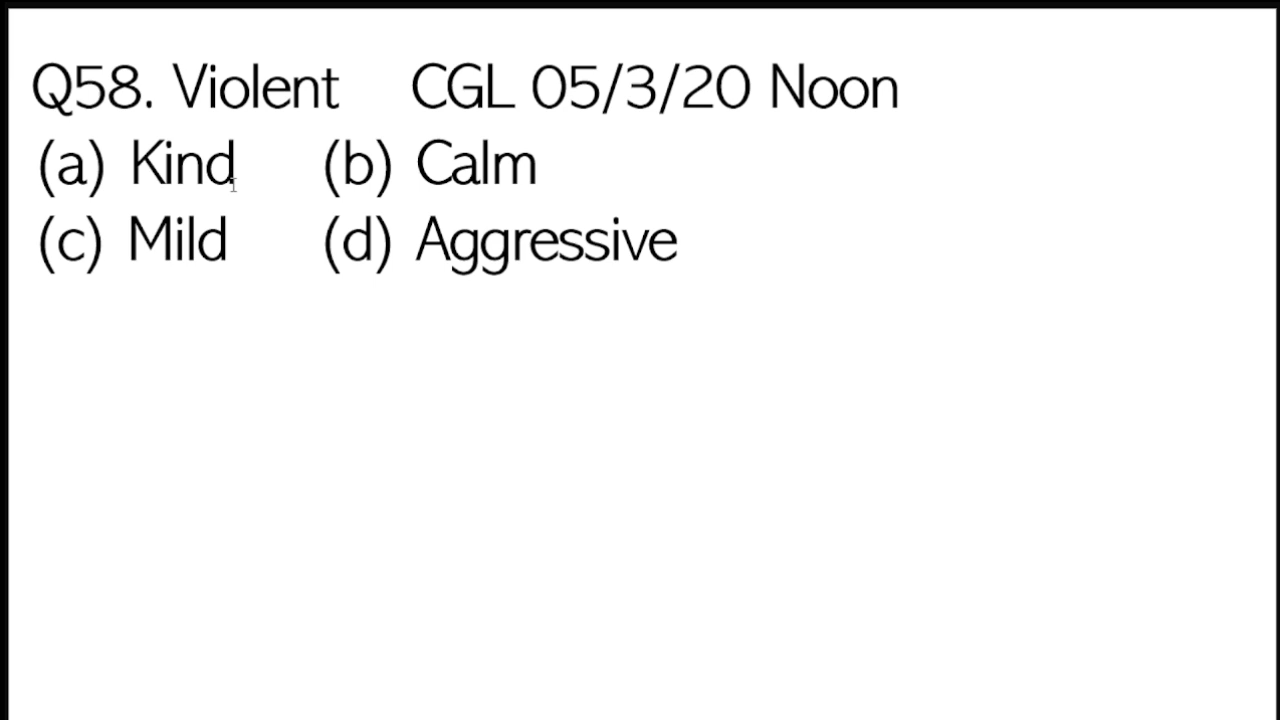 Q58. Violent CGL 05/3/20 Noon
(a) Kind (b) Calm
(c) Mild (d) Aggressive